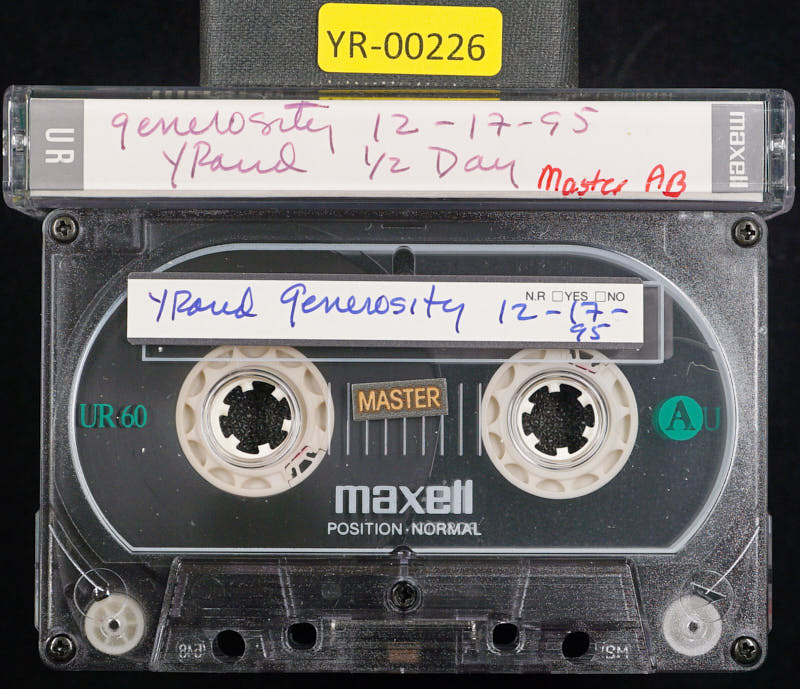 YR-00226
UR
generosity 12-17-95
YRand 1/2 Day
Master AB
maxell
YRand Generosity 12-17-
95
N.R □YES □NO
UR 60
MASTER
A
maxell
POSITION·NORMAL